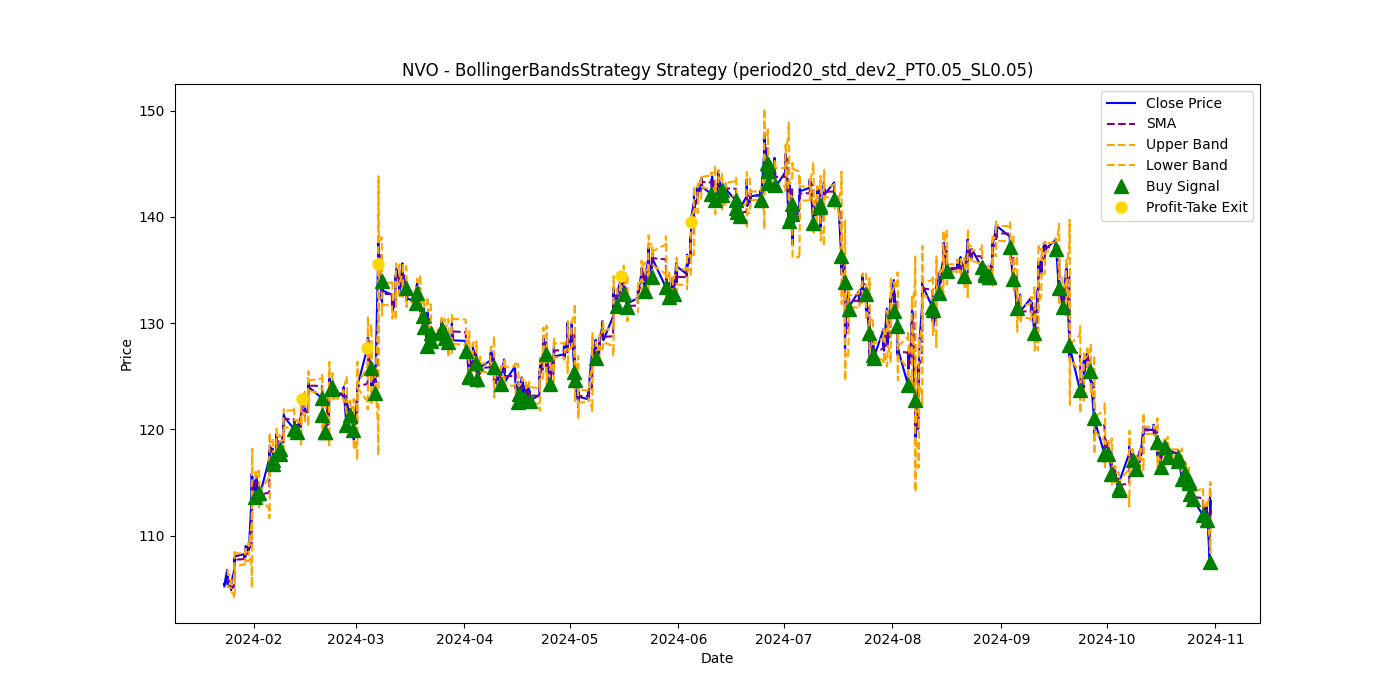 NVO - BollingerBandsStrategy Strategy (period20_std_dev2_PT0.05_SL0.05)
Close Price
SMA
Upper Band
Lower Band
Buy Signal
Profit-Take Exit
Price
150
140
130
120
110
2024-02 2024-03 2024-04 2024-05 2024-06 2024-07 2024-08 2024-09 2024-10 2024-11
Date